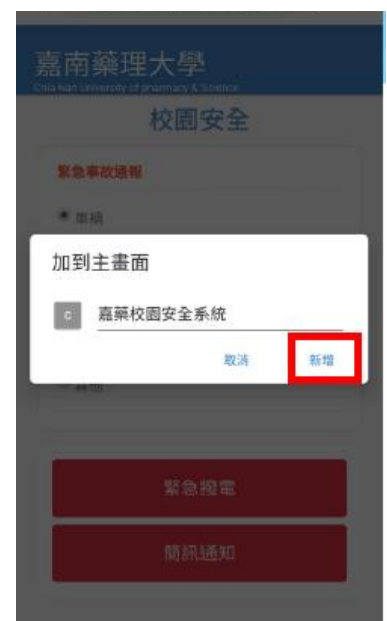 嘉南藥理大學
Chia Nan University of pharmacy & Science
校園安全
緊急事故通報
車禍
加到主畫面
C
嘉藥校園安全系統
取消 新增
其他
緊急撥電
簡訊通知